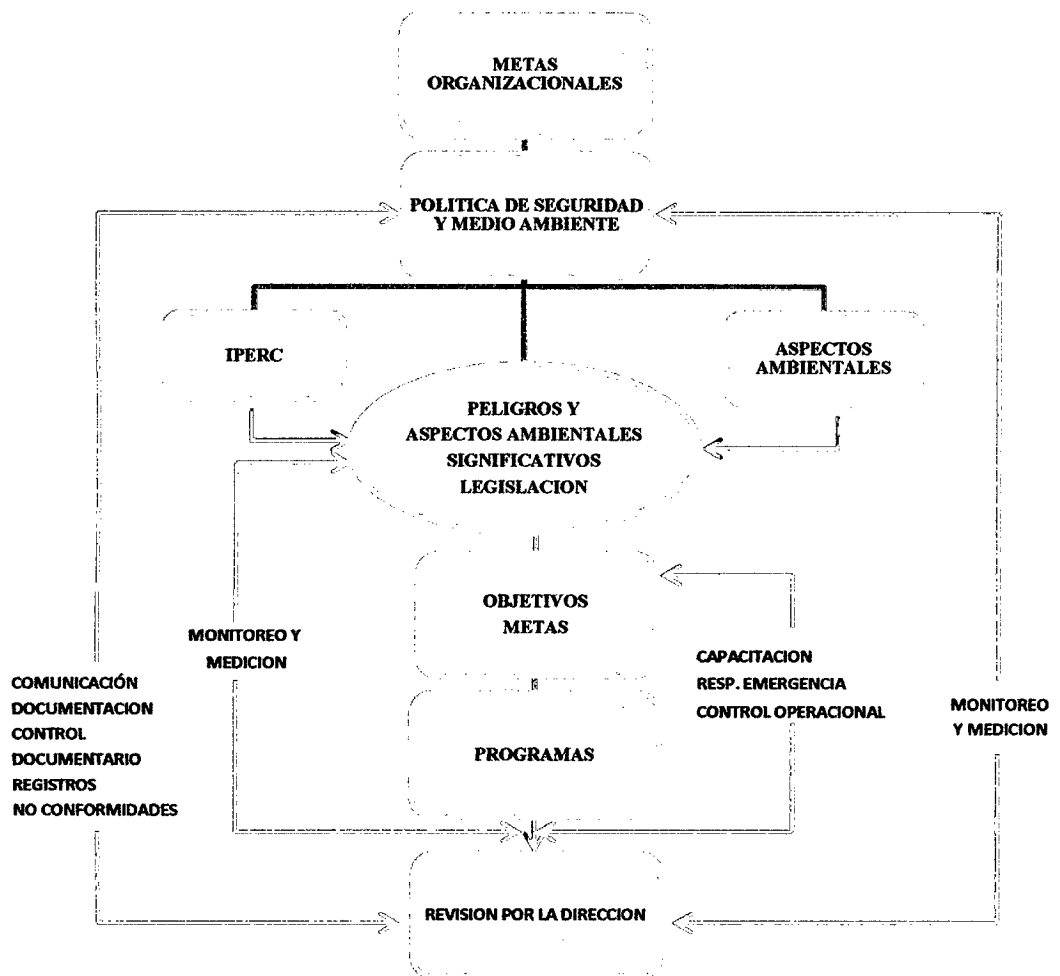 METAS
ORGANIZACIONALES
POLITICA DE SEGURIDAD
Y MEDIO AMBIENTE
IPERC
ASPECTOS
AMBIENTALES
PELIGROS Y
ASPECTOS AMBIENTALES
SIGNIFICATIVOS
LEGISLACION
OBJETIVOS
METAS
MONITOREO Y
MEDICION
CAPACITACION
RESP. EMERGENCIA
CONTROL OPERACIONAL
COMUNICACIÓN
DOCUMENTACION
CONTROL
DOCUMENTARIO
REGISTROS
NO CONFORMIDADES
MONITOREO
Y MEDICION
PROGRAMAS
REVISION POR LA DIRECCION